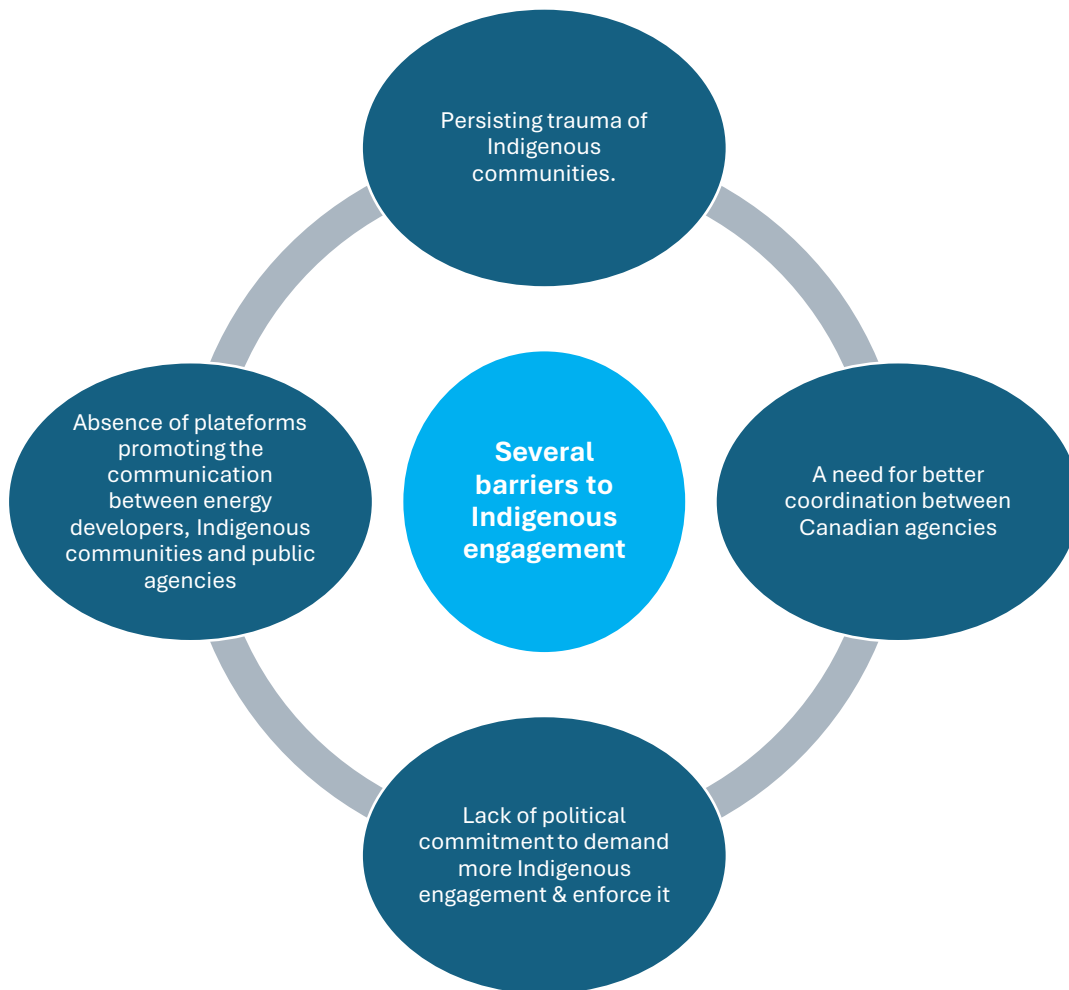 Persisting trauma of
Indigenous
communities.
Absence of plateforms
promoting the
communication
between energy
developers, Indigenous
communities and public
agencies
Several
barriers to
Indigenous
engagement
A need for better
coordination between
Canadian agencies
Lack of political
commitment to demand
more Indigenous
engagement & enforce it